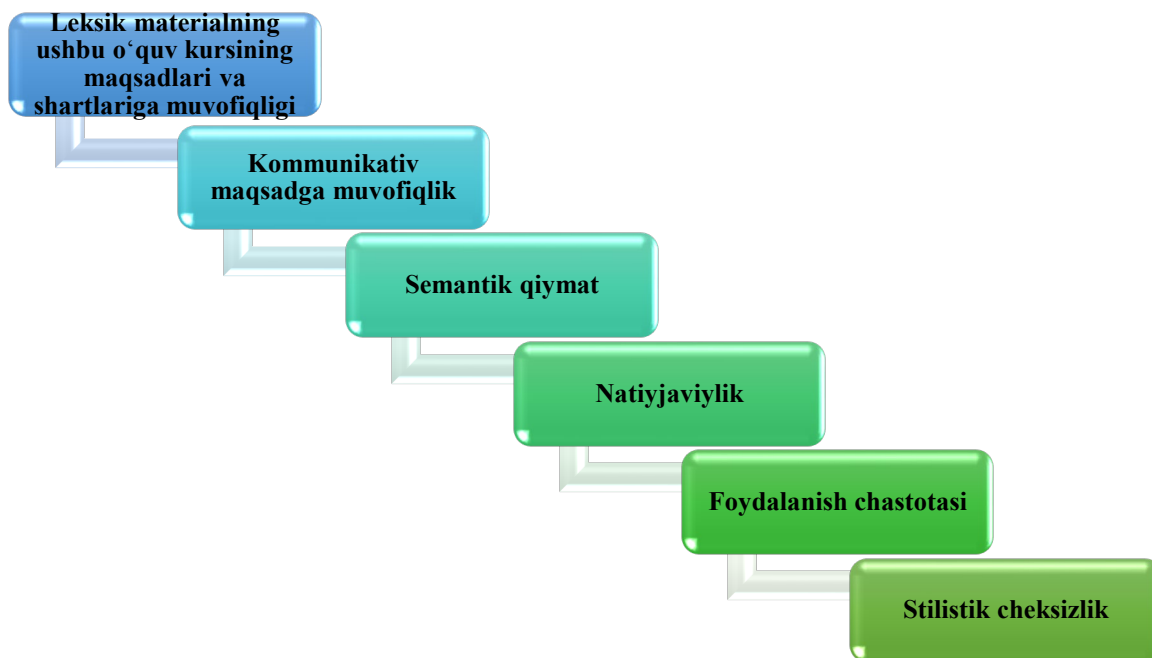 Leksik materialning
ushbu o‘quv kursining
maqsadlari va
shartlariga muvofiqligi
Kommunikativ
maqsadga muvofiqlik
Semantik qiymat
Natiyjaviylik
Foydalanish chastotasi
Stilistik cheksizlik